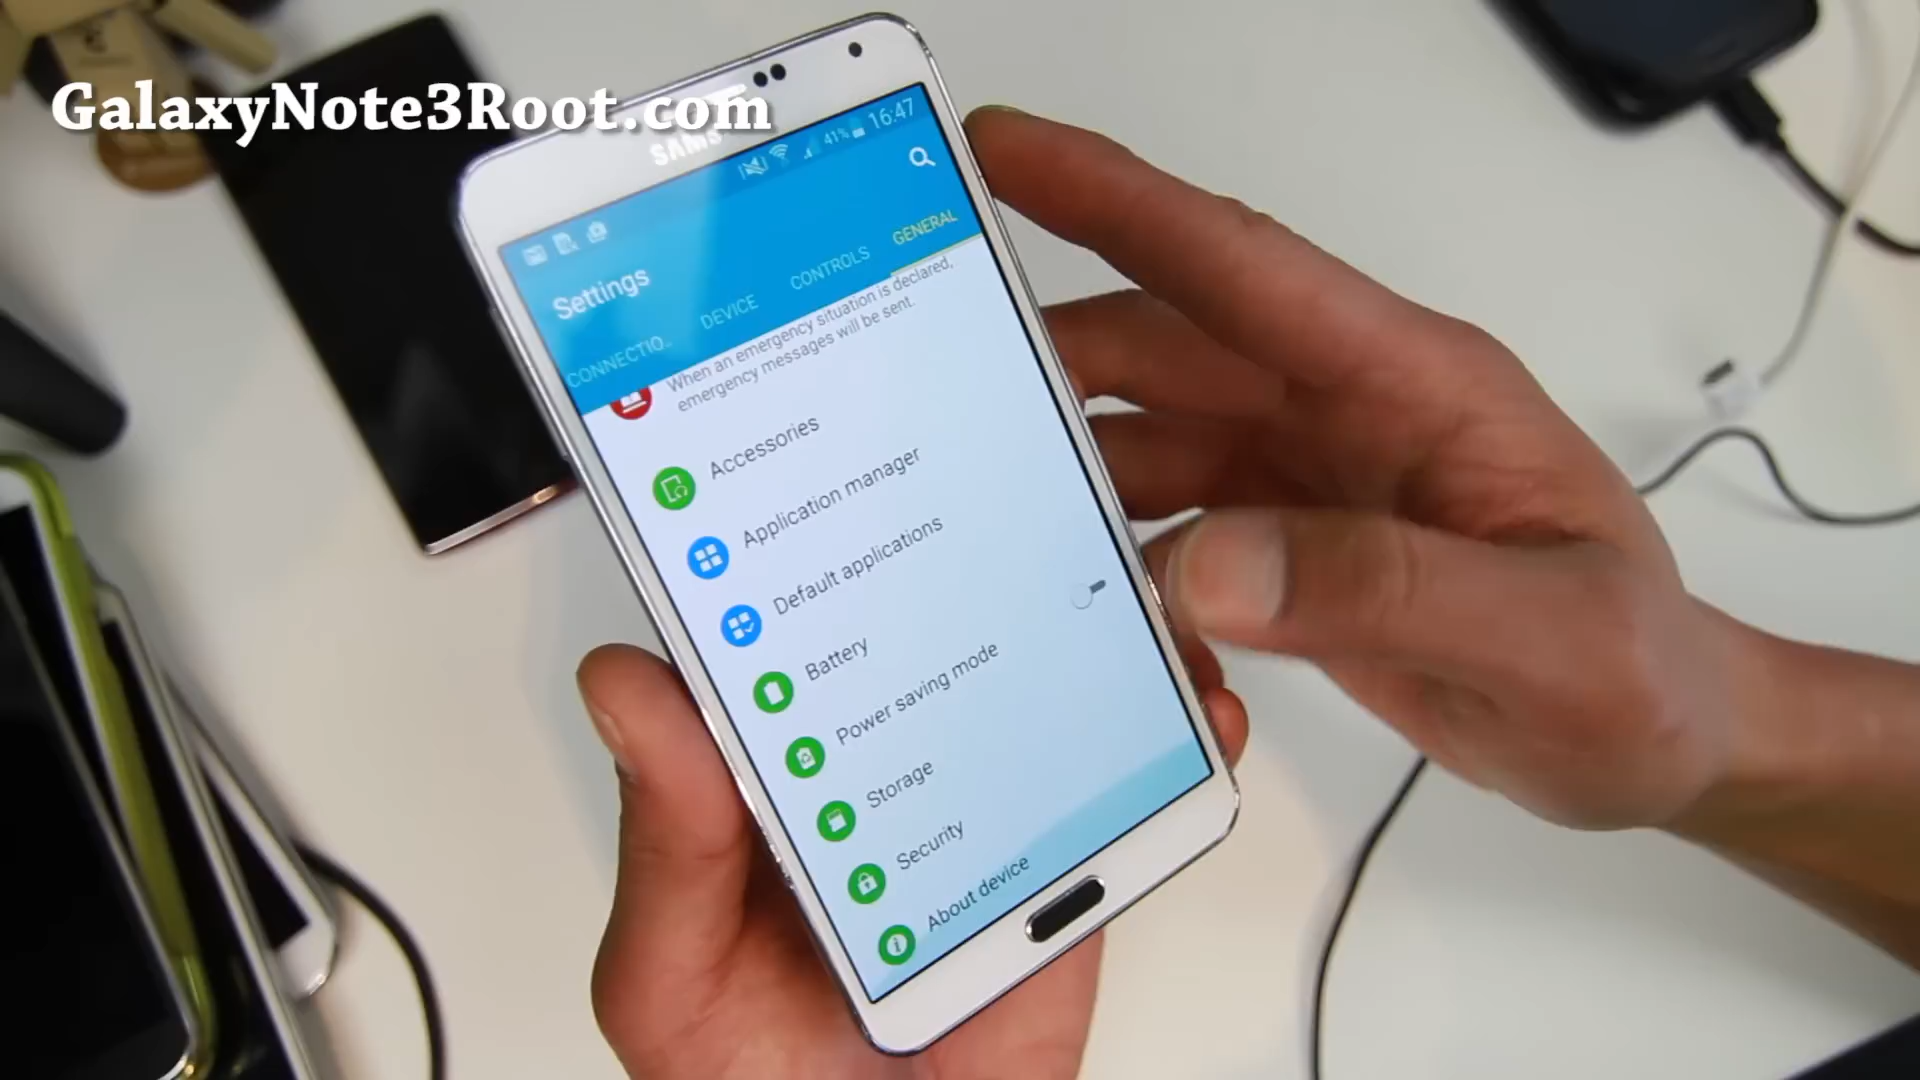 GalaxyNote3Root.com
SAMS
41% 16:47
Settings
CONNECTIO..
DEVICE
CONTROLS
GENERAL
When an emergency situation is declared,
emergency messages will be sent.
Accessories
Application manager
Default applications
Battery
Power saving mode
Storage
Security
About device